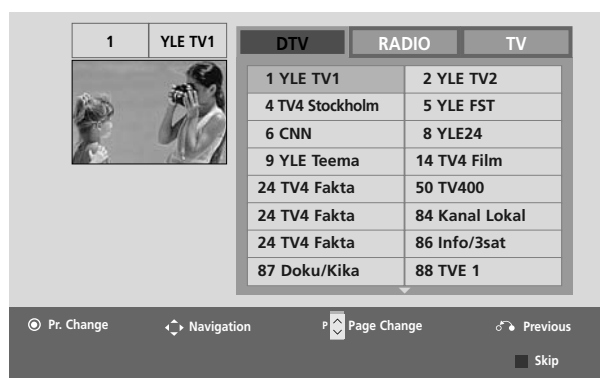 1 YLE TV1
DTV RADIO TV
1 YLE TV1 2 YLE TV2
4 TV4 Stockholm 5 YLE FST
6 CNN 8 YLE24
9 YLE Teema 14 TV4 Film
24 TV4 Fakta 50 TV400
24 TV4 Fakta 84 Kanal Lokal
24 TV4 Fakta 86 Info/3sat
87 Doku/Kika 88 TVE 1
Pr. Change Navigation P Page Change Previous
Skip